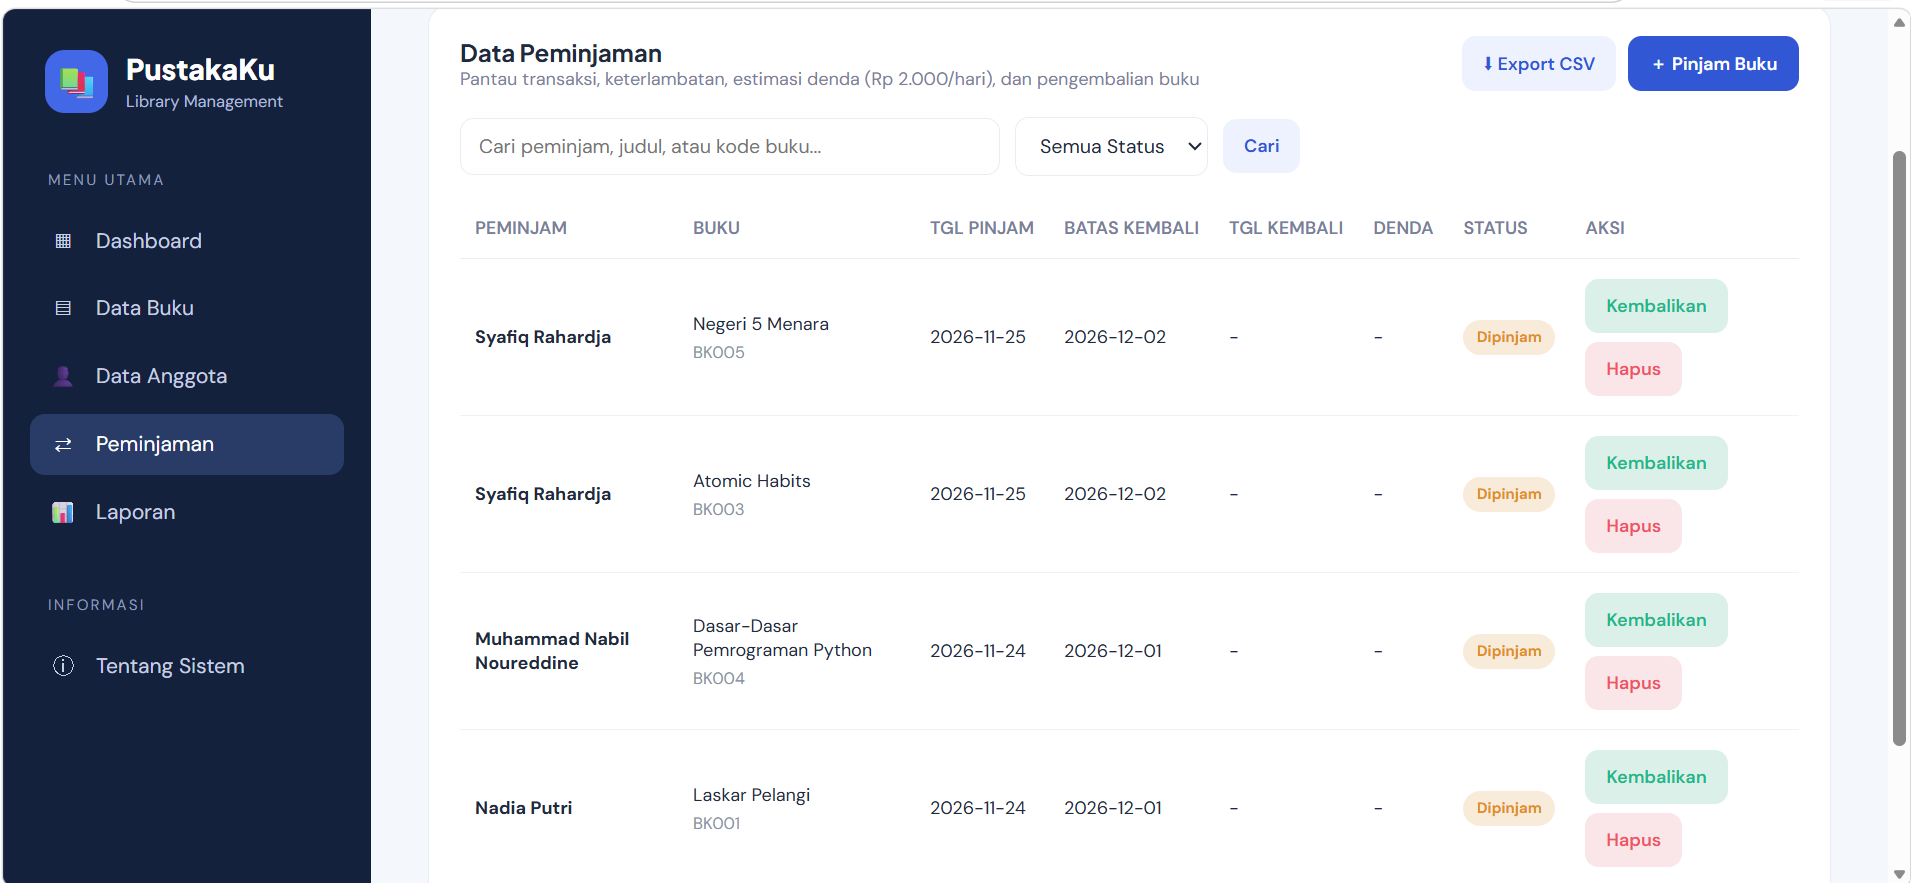 PustakaKu
Library Management
MENU UTAMA
Dashboard
Data Buku
Data Anggota
Peminjaman
Laporan
INFORMASI
Tentang Sistem
Data Peminjaman
Pantau transaksi, keterlambatan, estimasi denda (Rp 2.000/hari), dan pengembalian buku
⬇ Export CSV
+ Pinjam Buku
Cari peminjam, judul, atau kode buku...
Semua Status
Cari
PEMINJAM BUKU TGL PINJAM BATAS KEMBALI TGL KEMBALI DENDA STATUS AKSI
Syafiq Rahardja
Negeri 5 Menara
BK005
2026-11-25
2026-12-02
-
-
Dipinjam
Kembalikan
Hapus
Syafiq Rahardja
Atomic Habits
BK003
2026-11-25
2026-12-02
-
-
Dipinjam
Kembalikan
Hapus
Muhammad Nabil
Noureddine
Dasar-Dasar
Pemrograman Python
BK004
2026-11-24
2026-12-01
-
-
Dipinjam
Kembalikan
Hapus
Nadia Putri
Laskar Pelangi
BK001
2026-11-24
2026-12-01
-
-
Dipinjam
Kembalikan
Hapus